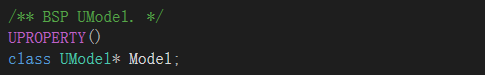 /** BSP UModel. */
UPROPERTY()
class UModel* Model;